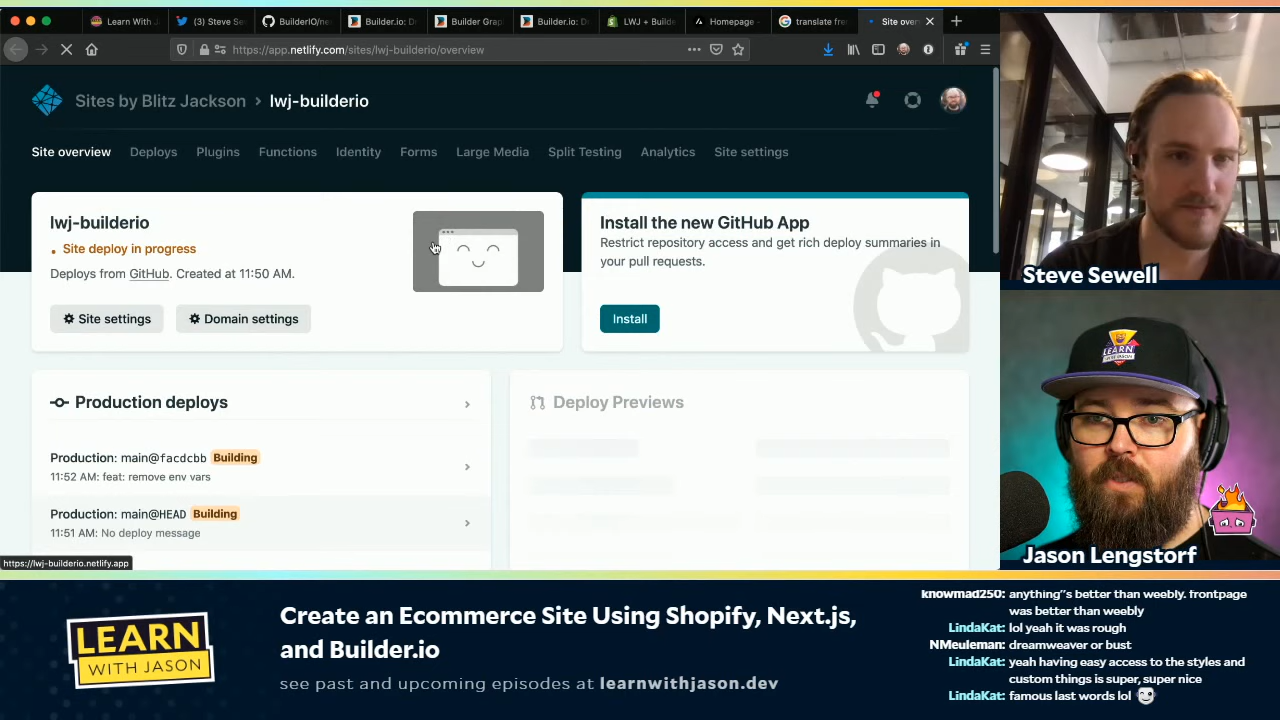 Learn With J
(3) Steve Se
BuilderIO/ne
Builder.io: Dr
Builder Grap
Builder.io: Dr
LWJ + Builde
Homepage -
translate fre
Site over
https://app.netlify.com/sites/lwj-builderio/overview
Sites by Blitz Jackson > lwj-builderio
Site overview Deploys Plugins Functions Identity Forms Large Media Split Testing Analytics Site settings
lwj-builderio
Site deploy in progress
Deploys from GitHub. Created at 11:50 AM.
Site settings Domain settings
Install the new GitHub App
Restrict repository access and get rich deploy summaries in
your pull requests.
Install
Production deploys
Production: main@facdcbb Building
11:52 AM: feat: remove env vars
Production: main@HEAD Building
11:51 AM: No deploy message
Deploy Previews
https://lwj-builderio.netlify.app
Steve Sewell
LEARN
WITH JASON
Jason Lengstorf
LEARN
WITH JASON
Create an Ecommerce Site Using Shopify, Next.js,
and Builder.io
see past and upcoming episodes at learnwithjason.dev
knowmad250: anything"s better than weebly. frontpage
was better than weebly
LindaKat: lol yeah it was rough
NMeuleman: dreamweaver or bust
LindaKat: yeah having easy access to the styles and
custom things is super, super nice
LindaKat: famous last words lol